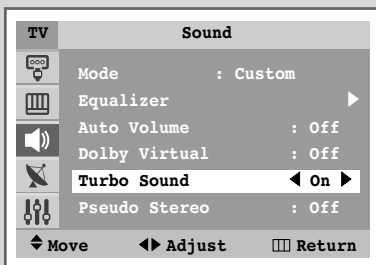 TV Sound
Mode : Custom
Equalizer
Auto Volume : Off
Dolby Virtual : Off
Turbo Sound On
Pseudo Stereo : Off
Move Adjust Return